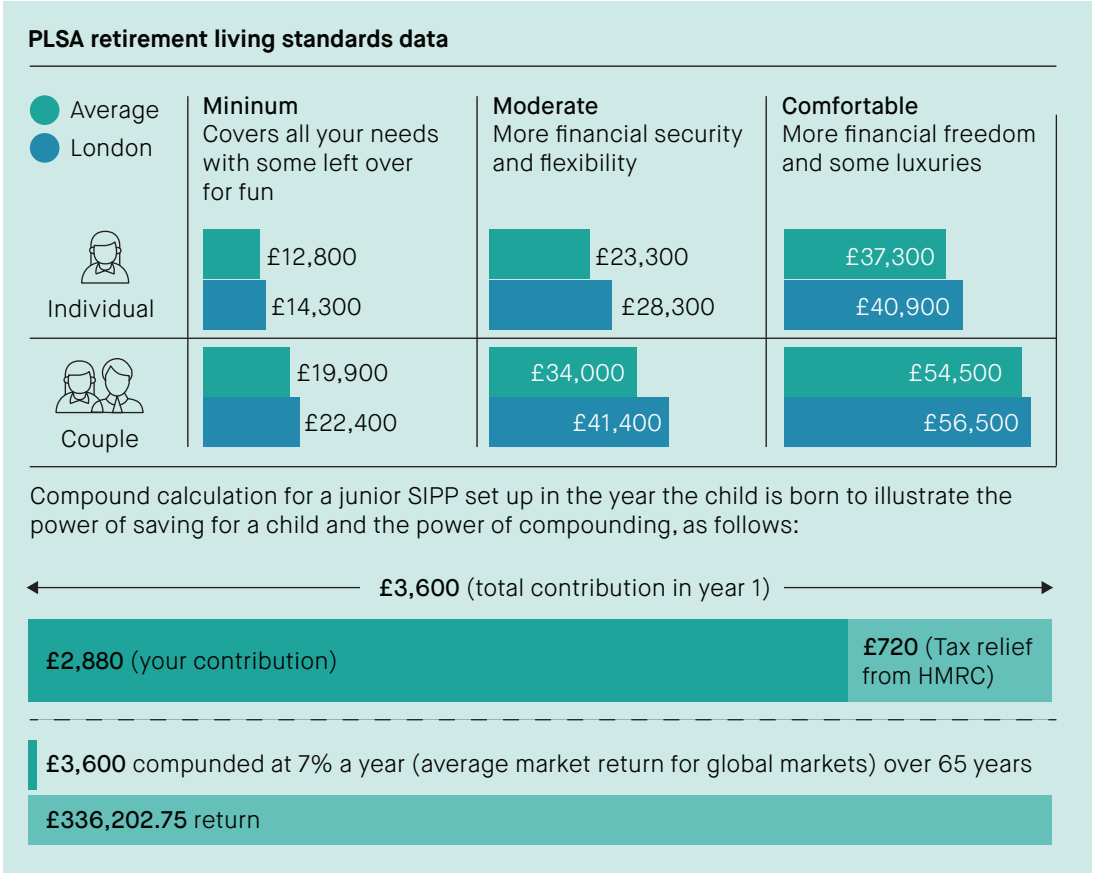 PLSA retirement living standards data
Average
London
Mininum
Covers all your needs
with some left over
for fun
Moderate
More financial security
and flexibility
Comfortable
More financial freedom
and some luxuries
Individual
£12,800
£14,300
£23,300
£28,300
£37,300
£40,900
Couple
£19,900
£22,400
£34,000
£41,400
£54,500
£56,500
Compound calculation for a junior SIPP set up in the year the child is born to illustrate the
power of saving for a child and the power of compounding, as follows:
£3,600 (total contribution in year 1)
£2,880 (your contribution)
£720 (Tax relief
from HMRC)
£3,600 compunded at 7% a year (average market return for global markets) over 65 years
£336,202.75 return